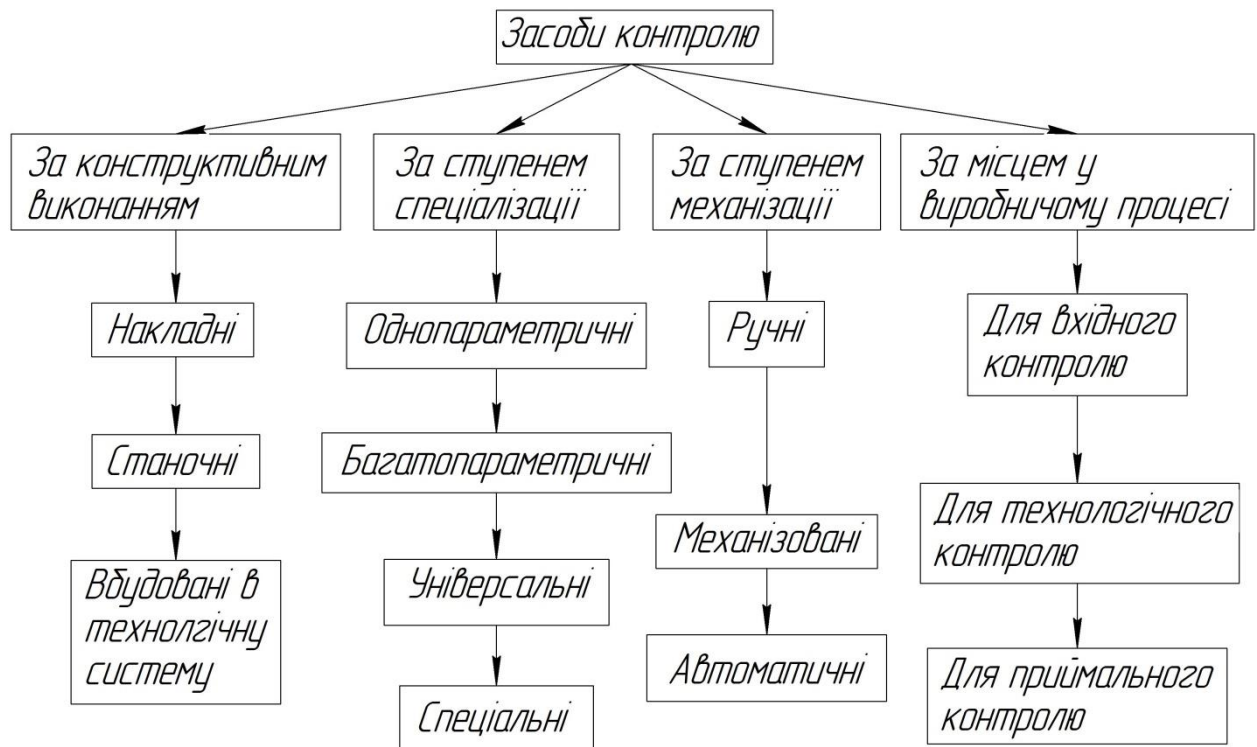 Засоби контролю
За конструктивним
виконанням
За ступенем
спеціалізації
За ступенем
механізації
За місцем у
виробничому процесі
Накладні
Однопараметричні
Ручні
Для вхідного
контролю
Станочні
Багатопараметричні
Механізовані
Для технологічного
контролю
Вбудовані в
технолгічну
систему
Універсальні
Автоматичні
Для приймального
контролю
Спеціальні